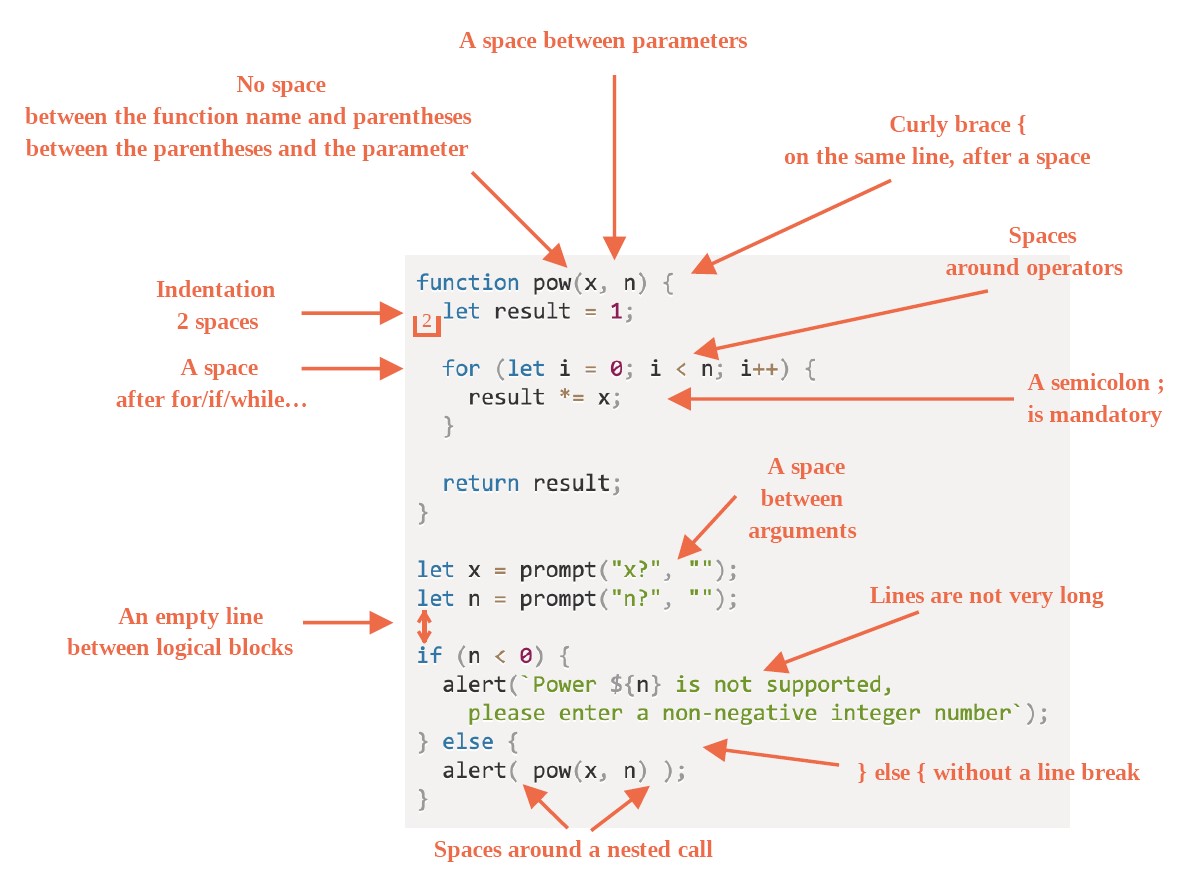 A space between parameters
No space
between the function name and parentheses
between the parentheses and the parameter
Curly brace {
on the same line, after a space
Spaces
around operators
Indentation
2 spaces
A space
after for/if/while…
function pow(x, n) {
2
  let result = 1;
  for (let i = 0; i < n; i++) {
    result *= x;
  }
  return result;
}
A semicolon ;
is mandatory
A space
between
arguments
let x = prompt("x?", "");
let n = prompt("n?", "");
An empty line
between logical blocks
Lines are not very long
if (n < 0) {
  alert(`Power ${n} is not supported,
    please enter a non-negative integer number`);
} else {
  alert( pow(x, n) );
}
} else { without a line break
Spaces around a nested call